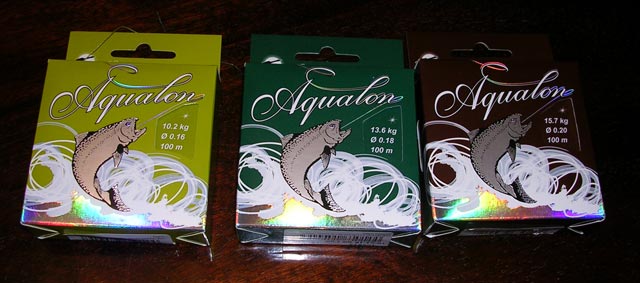 Aqualon
10.2 kg
Ø 0.16
100 m
Aqualon
13.6 kg
Ø 0.18
100 m
Aqualon
15.7 kg
Ø 0.20
100 m